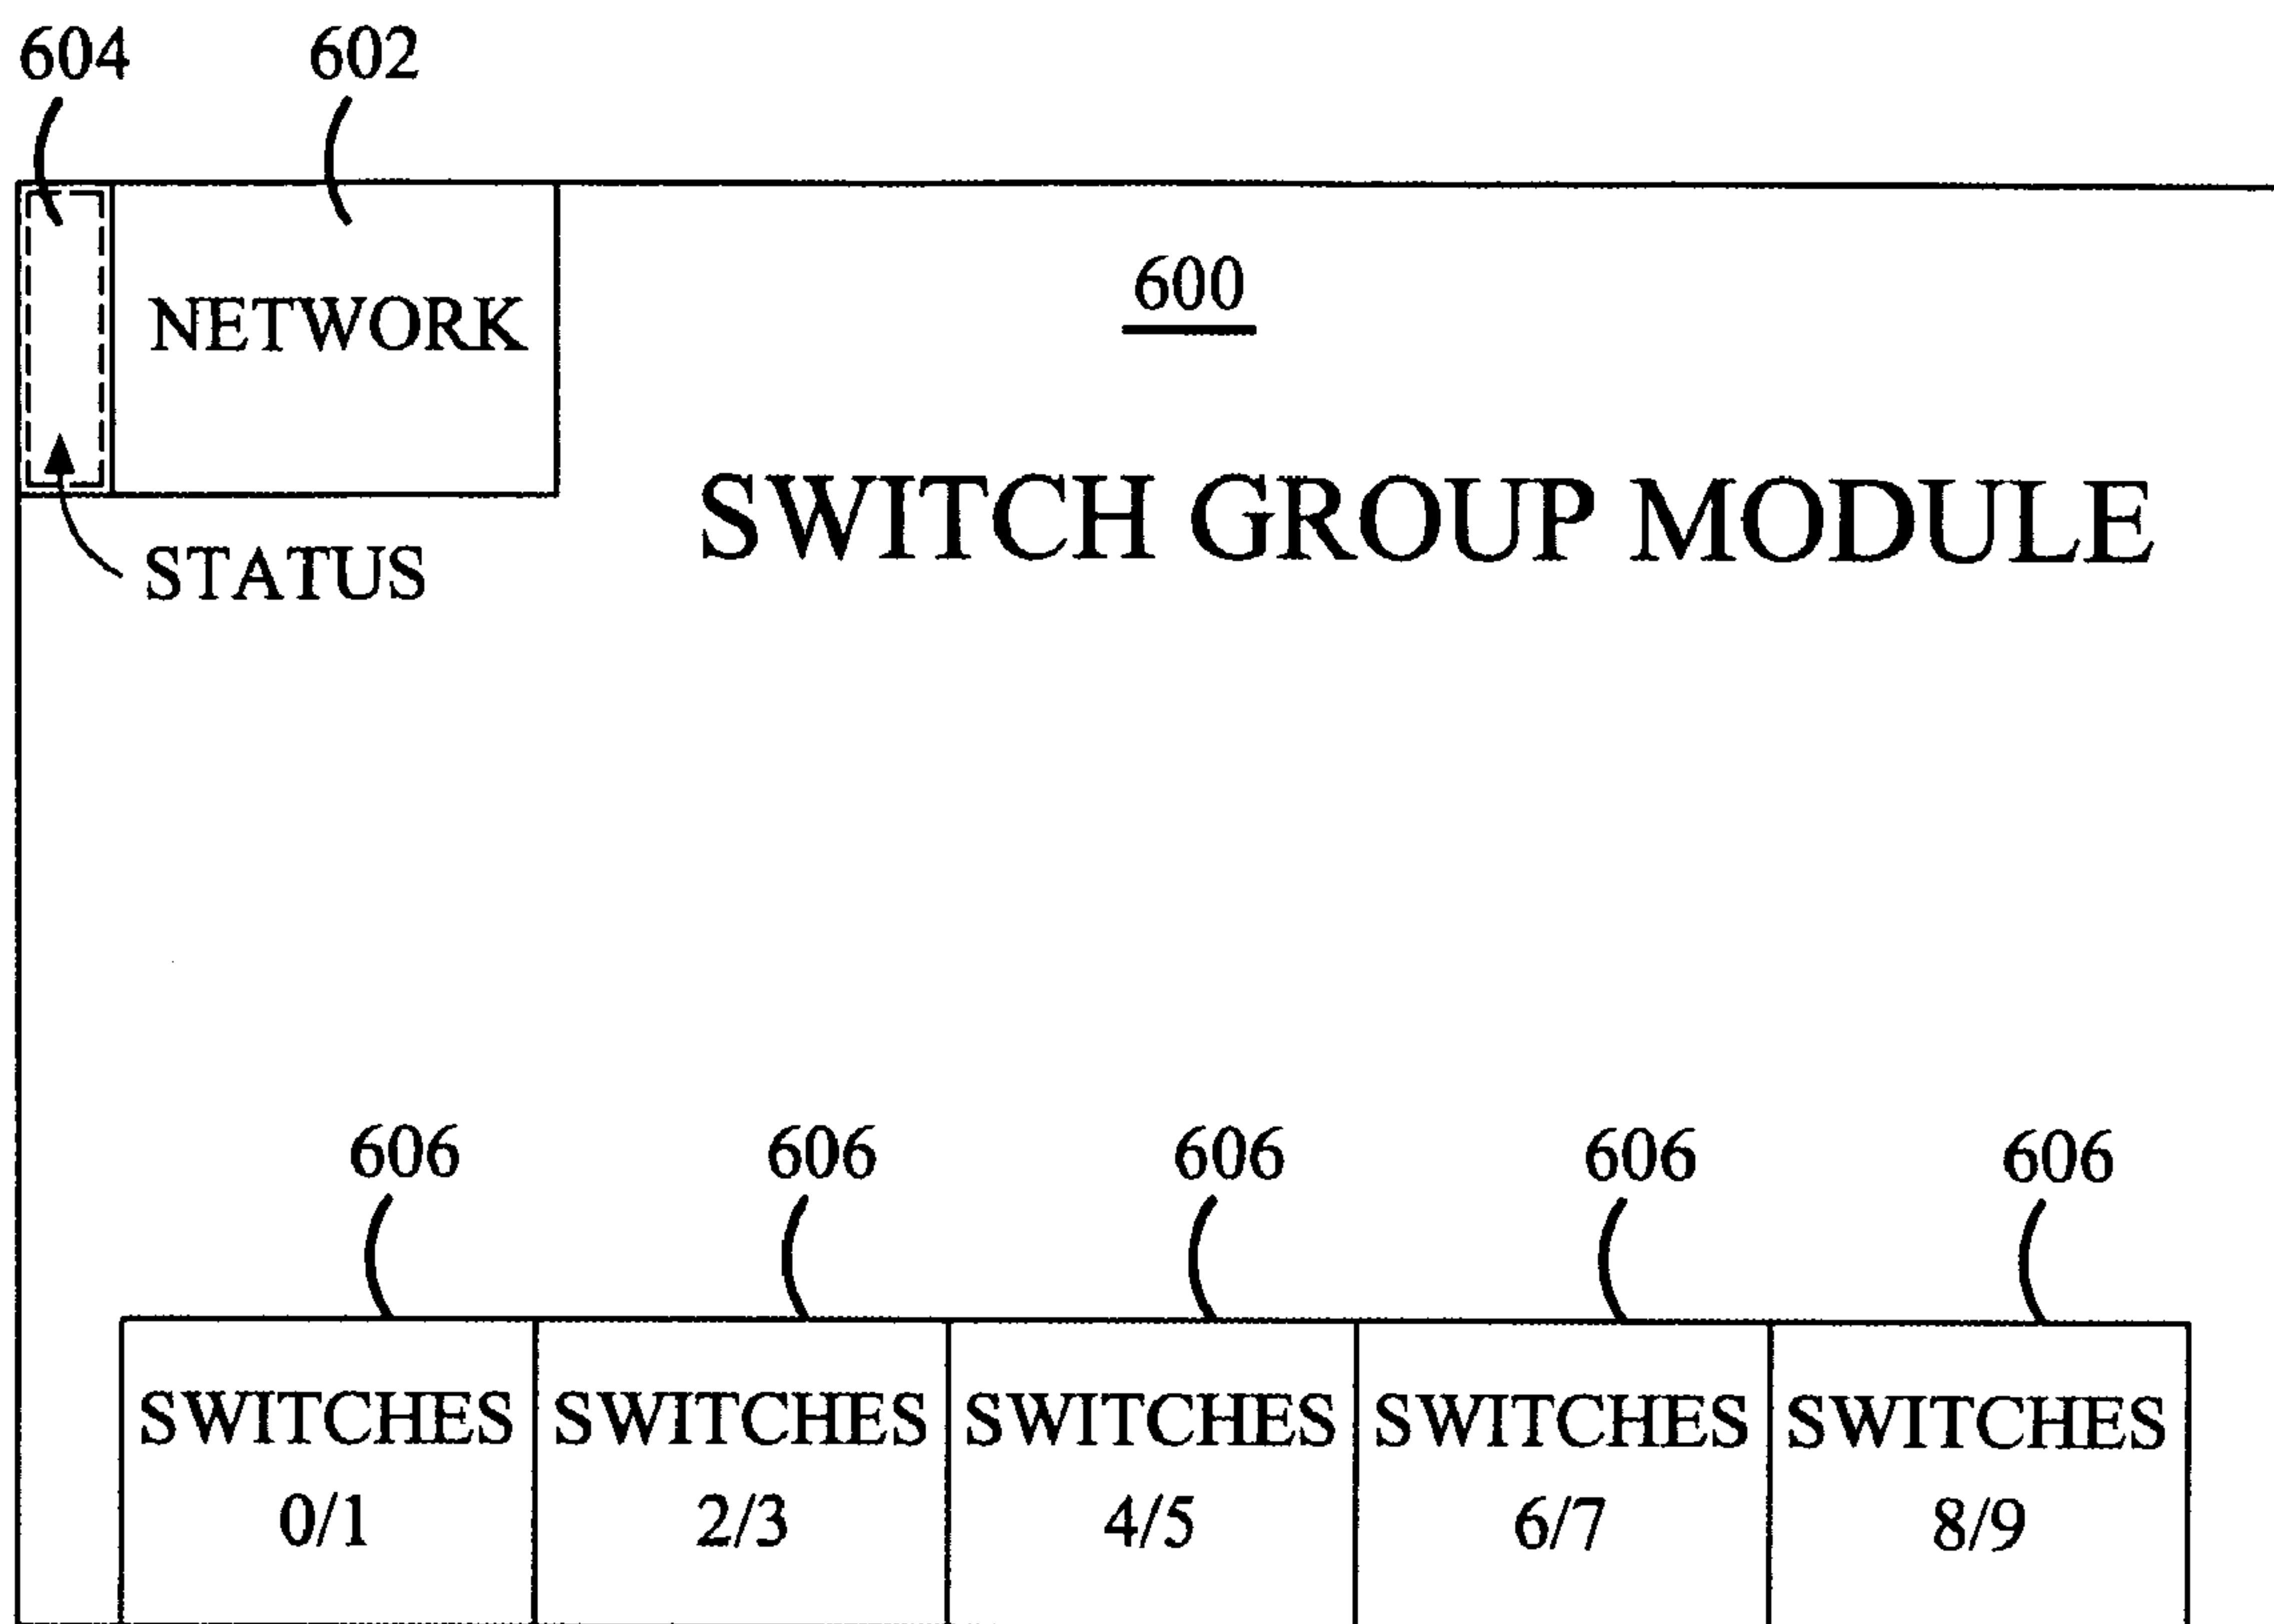 604 602
NETWORK
600
SWITCH GROUP MODULE
STATUS
606 606 606 606 606
SWITCHES SWITCHES SWITCHES SWITCHES SWITCHES
0/1 2/3 4/5 6/7 8/9